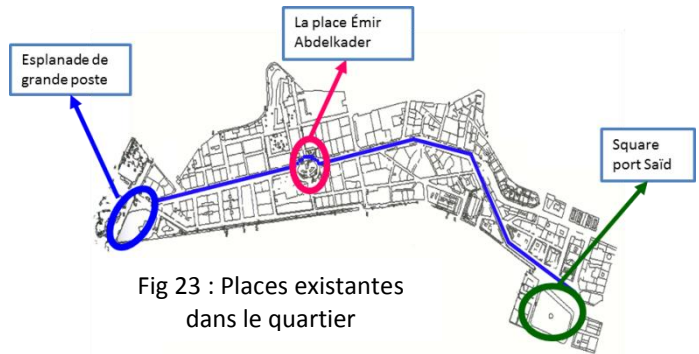 La place Émir
Abdelkader
Esplanade de
grande poste
Square
port Saïd
Fig 23 : Places existantes
dans le quartier